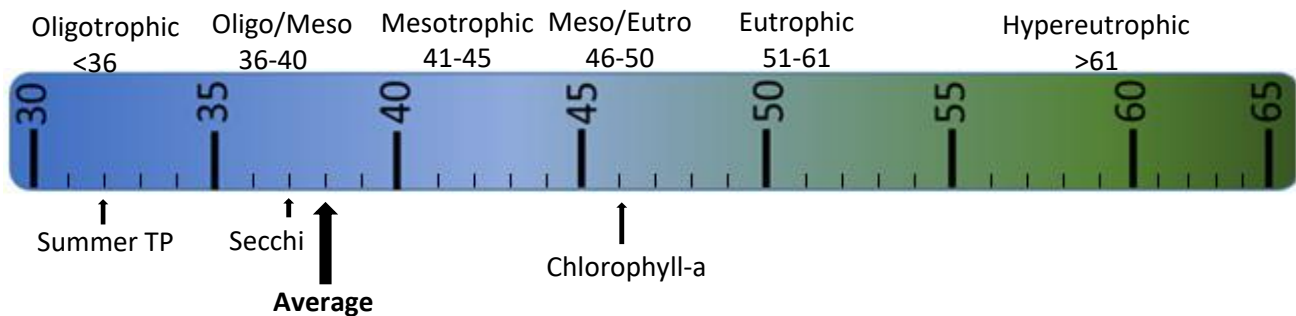 Oligotrophic Oligo/Meso Mesotrophic Meso/Eutro Eutrophic Hypereutrophic
<36 36-40 41-45 46-50 51-61 >61
30 35 40 45 50 55 60 65
Summer TP Secchi
Chlorophyll-a
Average